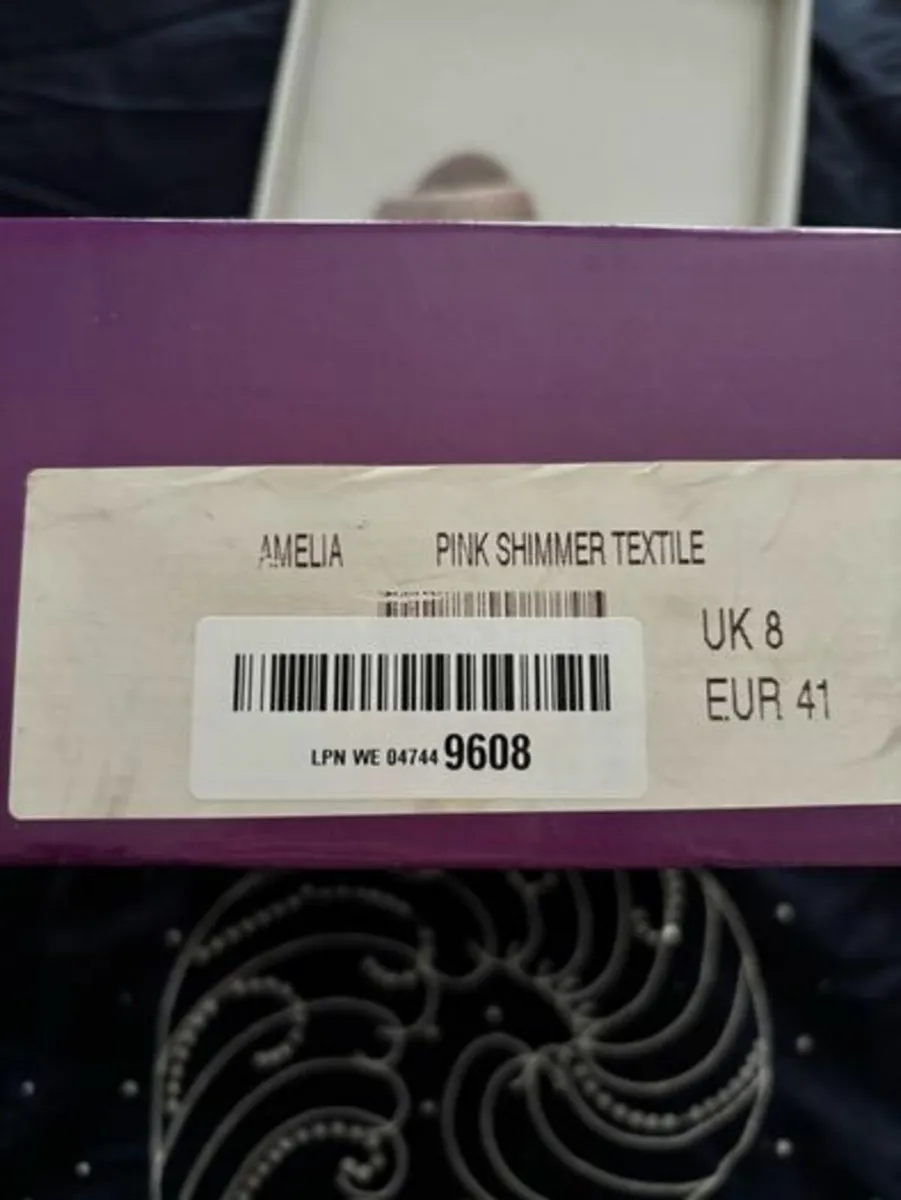 AMELIA PINK SHIMMER TEXTILE
UK 8
EUR 41
LPN WE 04744 9608